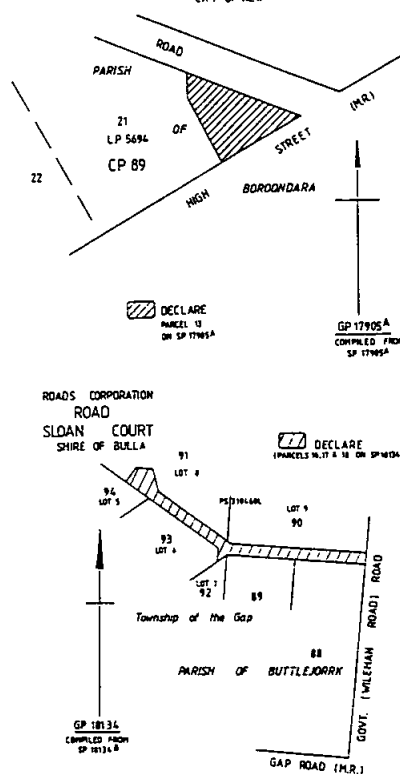 ROAD
PARISH
21
LP 5694
OF
CP 89
22
HIGH
STREET
(M.R.)
BOROONDARA
DECLARE
PARCEL 13
ON SP 17905A
GP 17905A
COMPILED FROM
SP 17905A
ROADS CORPORATION
ROAD
SLOAN COURT
SHIRE OF BULLA
91
LOT 8
DECLARE
(PARCELS 16,17 & 18 ON SP 18134
94
LOT 5
PS 310460L
LOT 9
90
93
LOT 6
LOT 7
92
89
Township of the Gap
88
PARISH OF BUTTLEJORRK
GOVT. (WILEMAN ROAD) ROAD
GP 18134
COMPILED FROM
SP 18134B
GAP ROAD (M.R.)